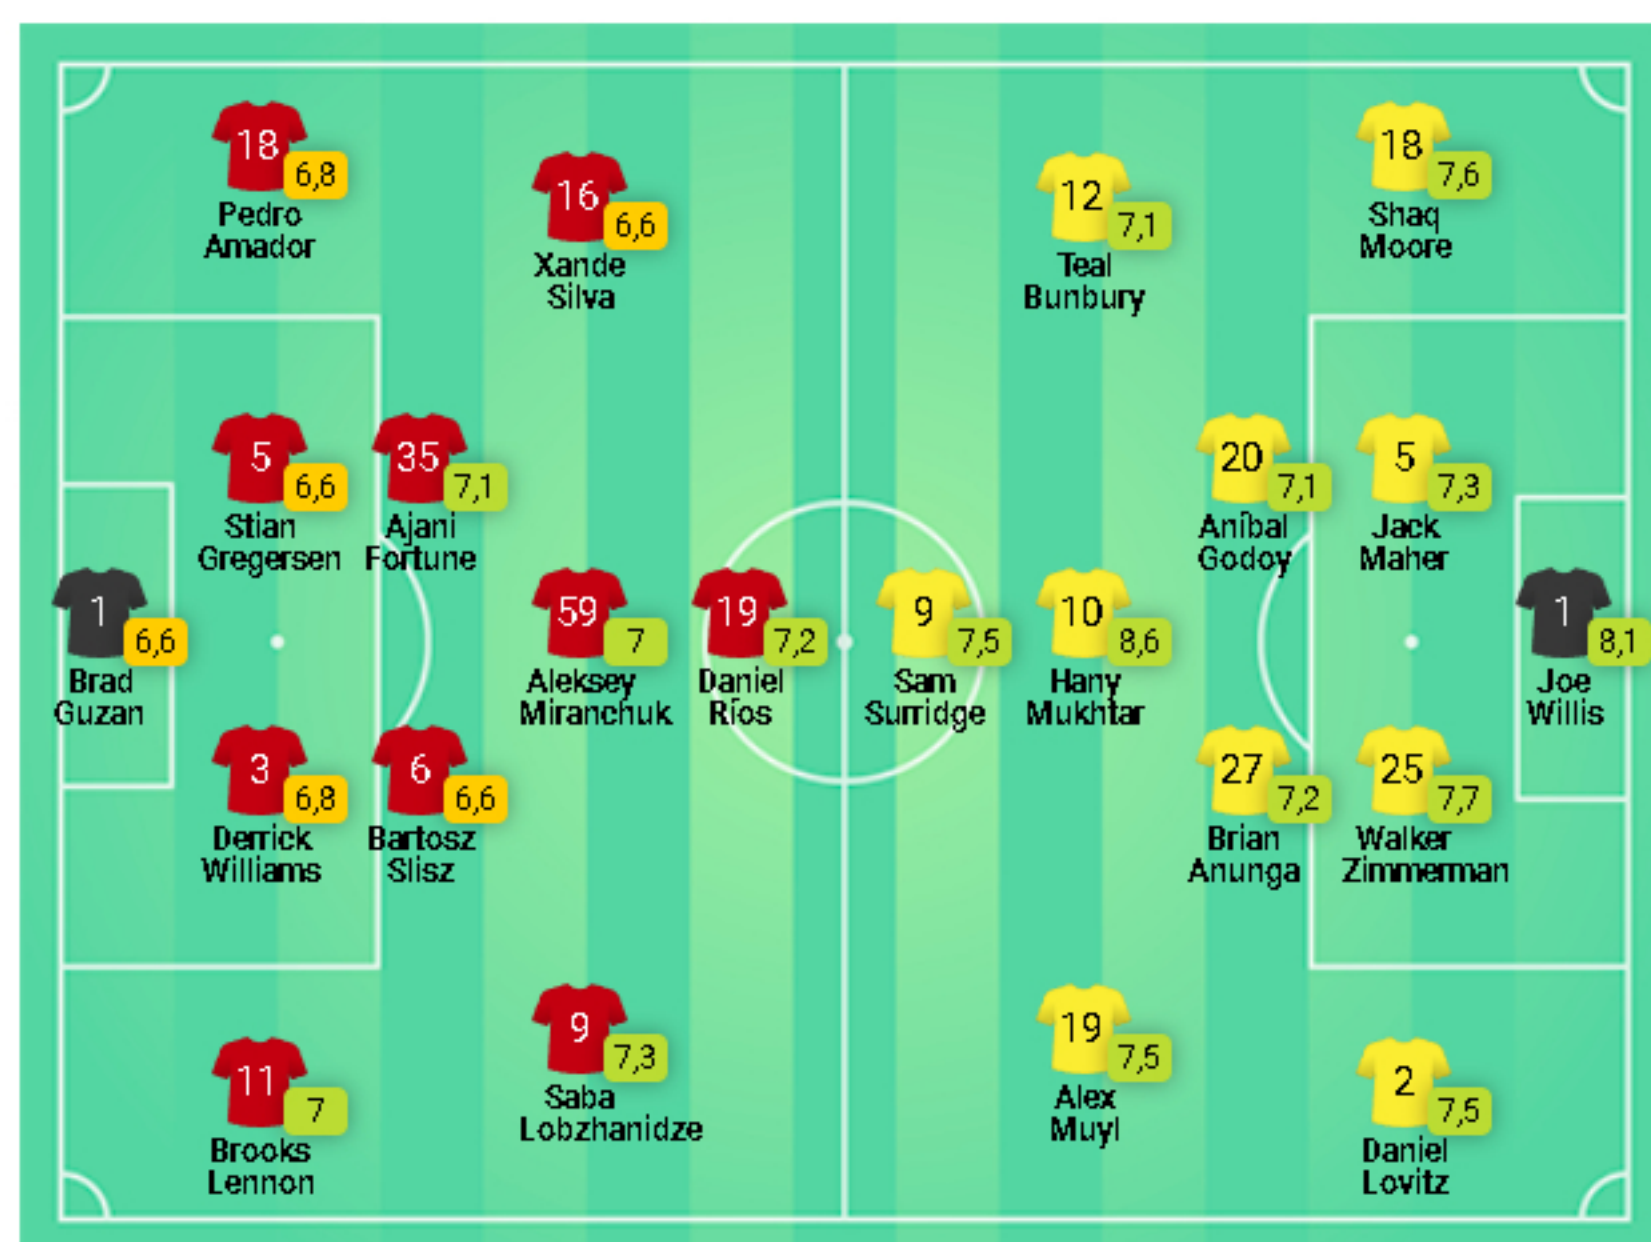 18
6,8
Pedro
Amador
16
6,6
Xande
Silva
12
7,1
Teal
Bunbury
18
7,6
Shaq
Moore
5
6,6
Stian
Gregersen
35
7,1
Ajani
Fortune
20
7,1
Aníbal
Godoy
5
7,3
Jack
Maher
1
6,6
Brad
Guzan
59
7
Aleksey
Miranchuk
19
7,2
Daniel
Ríos
9
7,5
Sam
Surridge
10
8,6
Hany
Mukhtar
1
8,1
Joe
Willis
3
6,8
Derrick
Williams
6
6,6
Bartosz
Slisz
27
7,2
Brian
Anunga
25
7,7
Walker
Zimmerman
11
7
Brooks
Lennon
9
7,3
Saba
Lobzhanidze
19
7,5
Alex
Muyl
2
7,5
Daniel
Lovitz